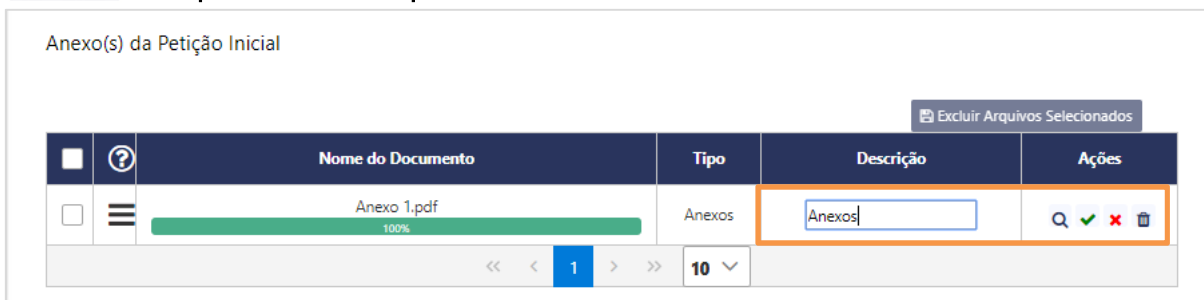 Anexo(s) da Petição Inicial
Excluir Arquivos Selecionados
Nome do Documento Tipo Descrição Ações
Anexo 1.pdf
100%
Anexos Anexos
1 10